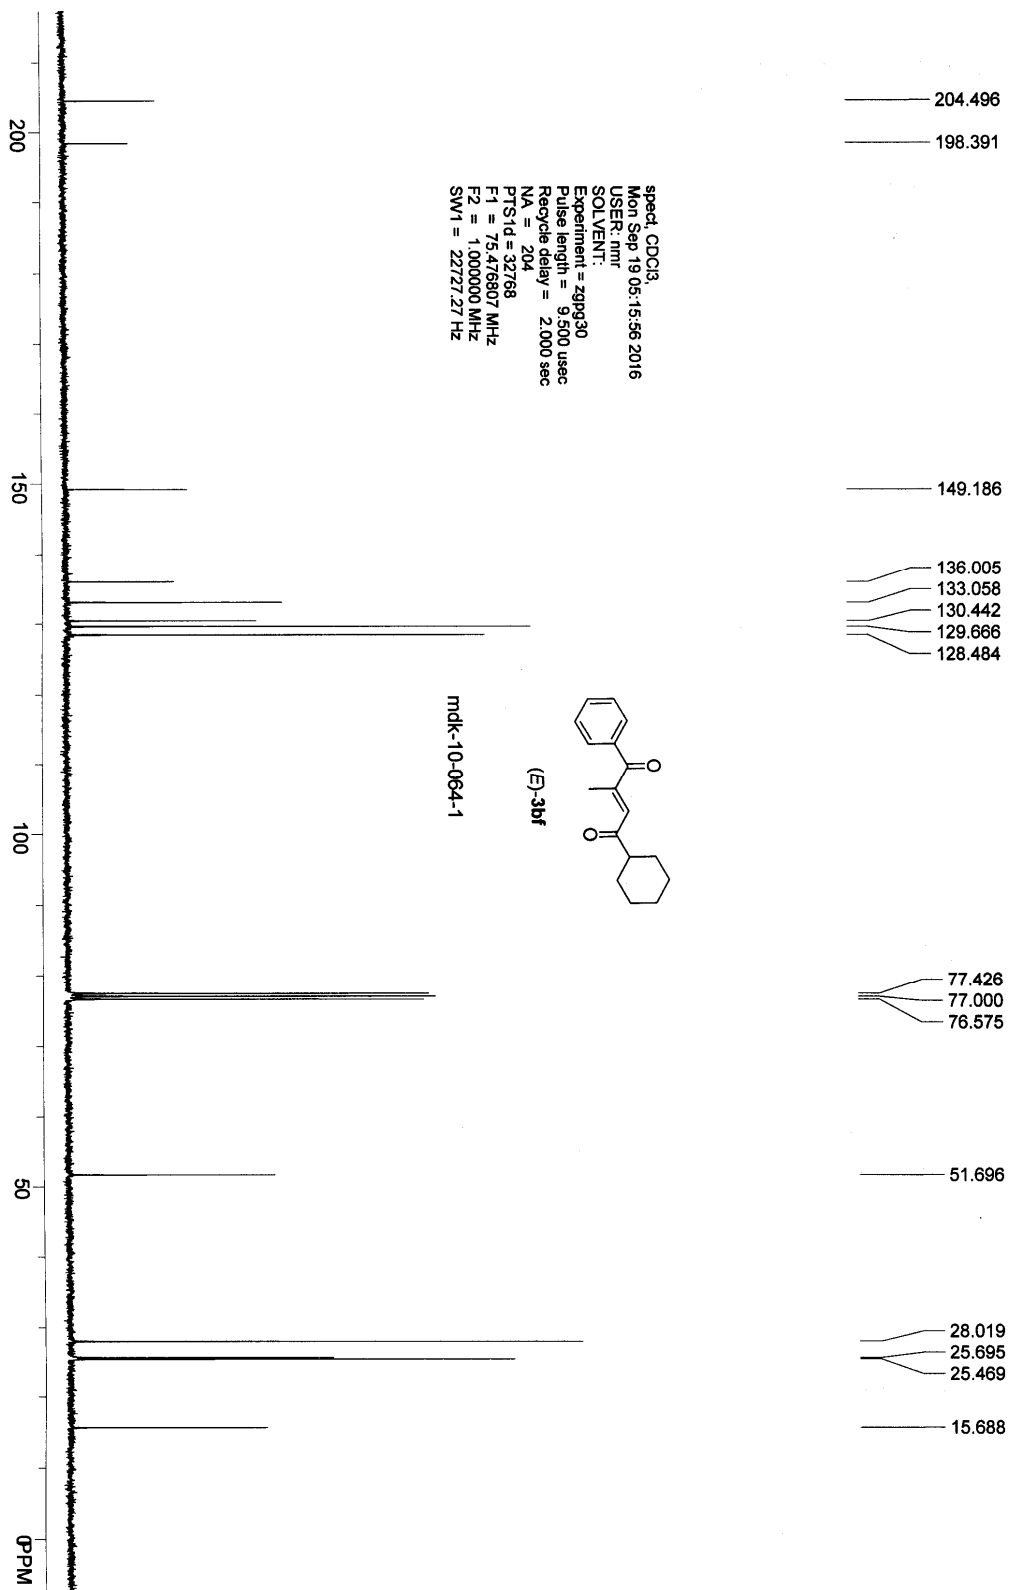 204.496
198.391
149.186
136.005
133.058
130.442
129.666
128.484
77.426
77.000
76.575
51.696
28.019
25.695
25.469
15.688
spect, CDCl3,
Mon Sep 19 05:15:56 2016
USER: nmr
SOLVENT:
Experiment = zgpg30
Pulse length = 9.500 usec
Recycle delay = 2.000 sec
NA = 204
PTS1d = 32768
F1 = 75.476807 MHz
F2 = 1.000000 MHz
SW1 = 22727.27 Hz
O
O
(E)-3bf
mdk-10-064-1
200
150
100
50
0
PPM